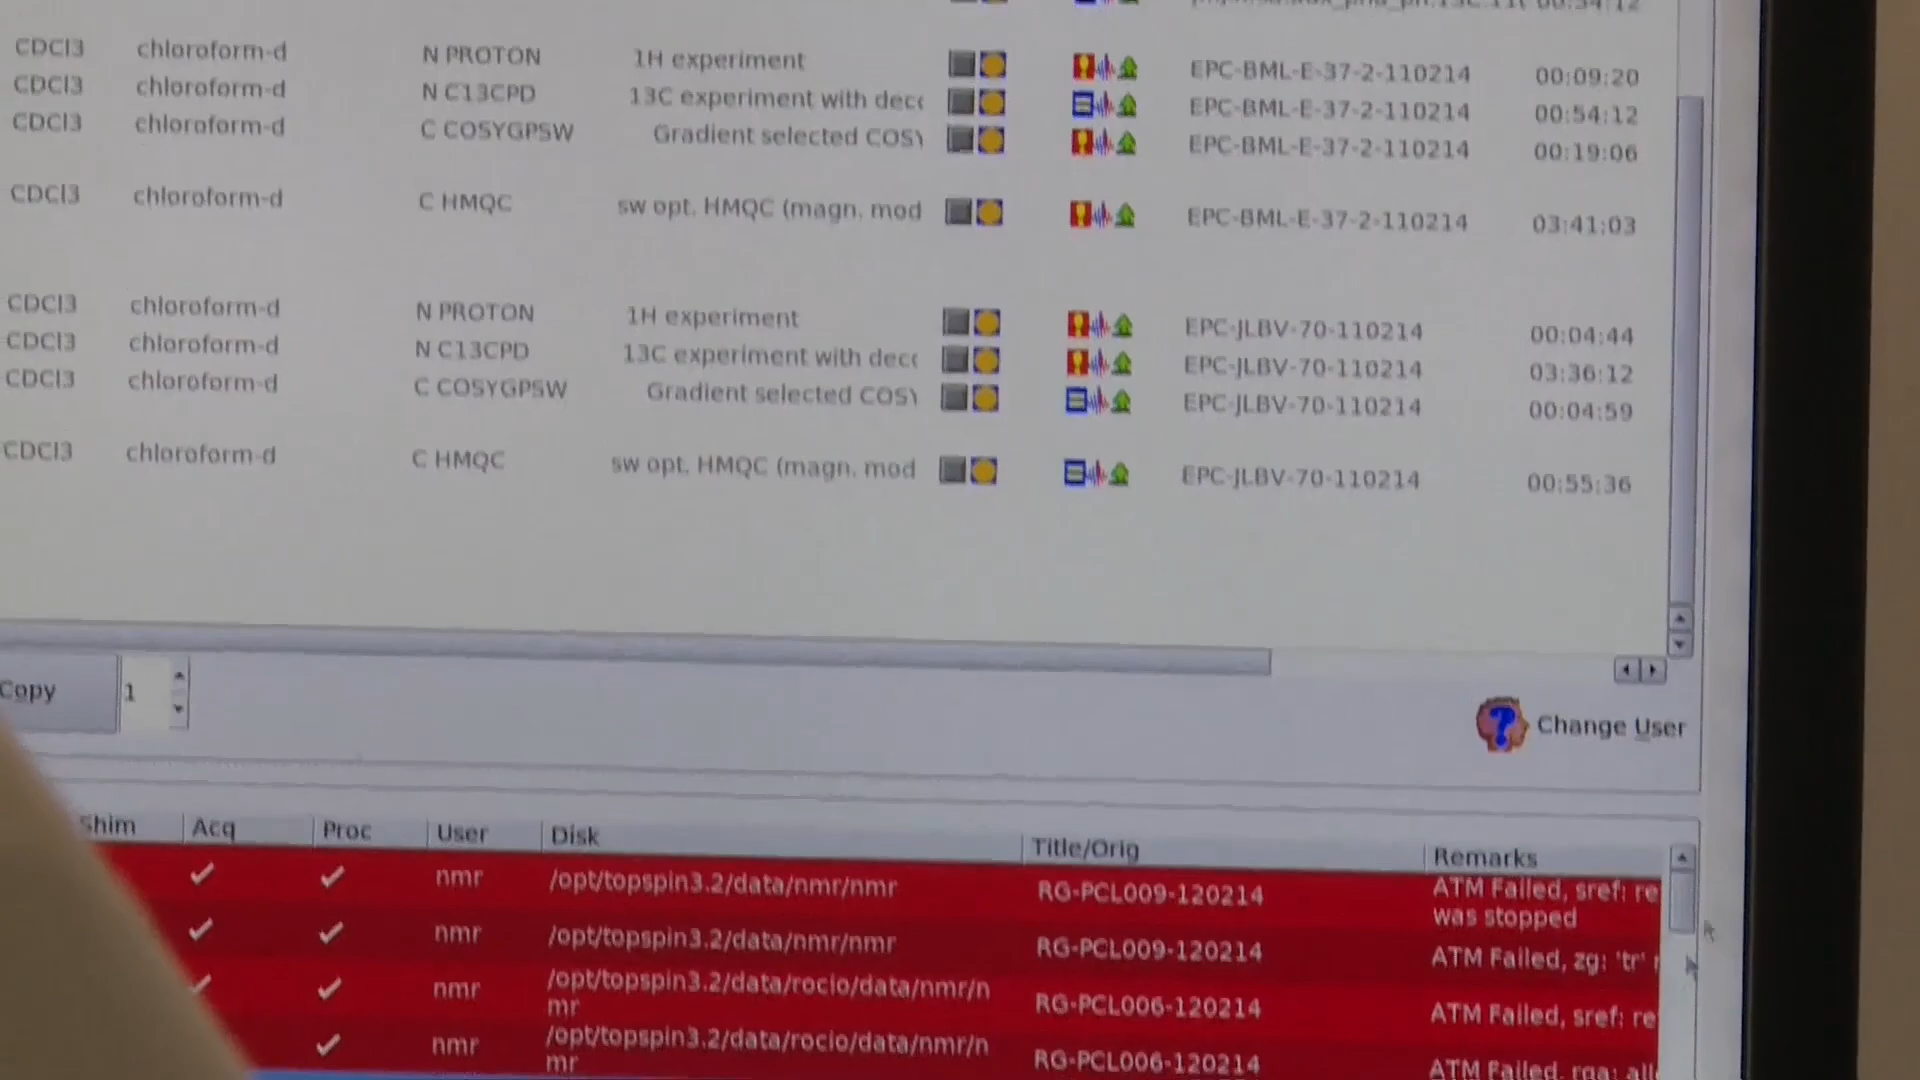 CDCl3 chloroform-d N PROTON 1H experiment EPC-BML-E-37-2-110214 00:09:20
CDCl3 chloroform-d N C13CPD 13C experiment with dec EPC-BML-E-37-2-110214 00:54:12
CDCl3 chloroform-d C COSYGPSW Gradient selected COSY EPC-BML-E-37-2-110214 00:19:06
CDCl3 chloroform-d C HMQC sw opt. HMQC (magn. mod EPC-BML-E-37-2-110214 03:41:03
CDCl3 chloroform-d N PROTON 1H experiment EPC-JLBV-70-110214 00:04:44
CDCl3 chloroform-d N C13CPD 13C experiment with dec EPC-JLBV-70-110214 03:36:12
CDCl3 chloroform-d C COSYGPSW Gradient selected COSY EPC-JLBV-70-110214 00:04:59
CDCl3 chloroform-d C HMQC sw opt. HMQC (magn. mod EPC-JLBV-70-110214 00:55:36
Copy 1
Change User
Shim Acq Proc User Disk Title/Orig Remarks
nmr /opt/topspin3.2/data/nmr/nmr RG-PCL009-120214 ATM Failed, sref: re
was stopped
nmr /opt/topspin3.2/data/nmr/nmr RG-PCL009-120214 ATM Failed, zg: 'tr'
nmr /opt/topspin3.2/data/rocio/data/nmr/n RG-PCL006-120214 ATM Failed, sref: re
mr
nmr /opt/topspin3.2/data/rocio/data/nmr/n RG-PCL006-120214 ATM Failed, rga: all
mr